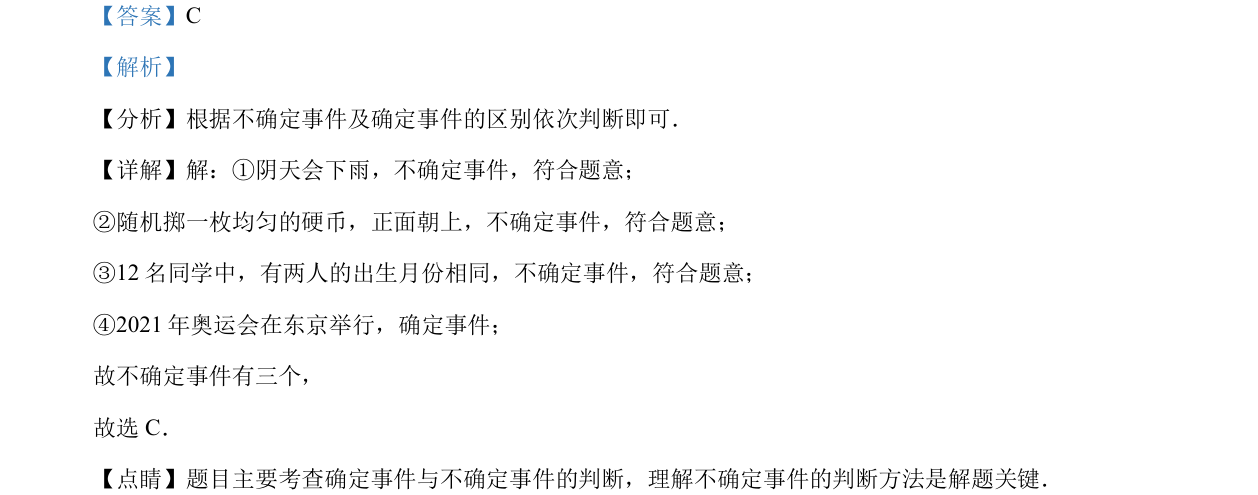 【答案】C
【解析】
【分析】根据不确定事件及确定事件的区别依次判断即可．
【详解】解：①阴天会下雨，不确定事件，符合题意；
②随机掷一枚均匀的硬币，正面朝上，不确定事件，符合题意；
③12 名同学中，有两人的出生月份相同，不确定事件，符合题意；
④2021 年奥运会在东京举行，确定事件；
故不确定事件有三个，
故选 C．
【点睛】题目主要考查确定事件与不确定事件的判断，理解不确定事件的判断方法是解题关键．